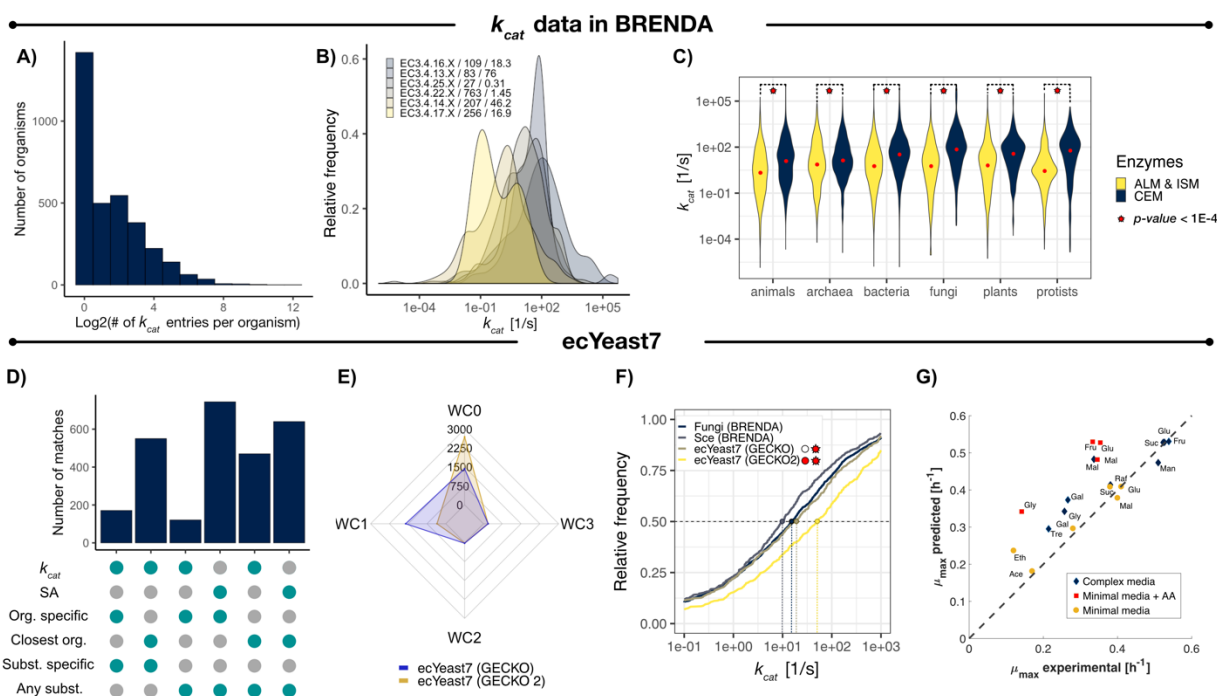 k_cat data in BRENDA
A)
Number of organisms
1000
500
0
0 4 8 12
Log2(# of k_cat entries per organism)
B)
Relative frequency
0.6
0.4
0.2
0.0
EC3.4.16.X / 109 / 18.3
EC3.4.13.X / 83 / 76
EC3.4.25.X / 27 / 0.31
EC3.4.22.X / 763 / 1.45
EC3.4.14.X / 207 / 46.2
EC3.4.17.X / 256 / 16.9
1e-04 1e-01 1e+02 1e+05
k_cat [1/s]
C)
k_cat [1/s]
1e+05
1e+02
1e-01
1e-04
animals archaea bacteria fungi plants protists
Enzymes
ALM & ISM
CEM
p-value < 1E-4
ecYeast7
D)
Number of matches
600
400
200
0
k_cat
SA
Org. specific
Closest org.
Subst. specific
Any subst.
E)
WC0
3000
2250
1500
750
0
WC1
WC3
WC2
ecYeast7 (GECKO)
ecYeast7 (GECKO 2)
F)
Relative frequency
1.00
0.75
0.50
0.25
0.00
Fungi (BRENDA)
Sce (BRENDA)
ecYeast7 (GECKO)
ecYeast7 (GECKO2)
1e-01 1e+00 1e+01 1e+02 1e+03
k_cat [1/s]
G)
μmax predicted [h-1]
0.6
0.5
0.4
0.3
0.2
0.1
0
Glu
Suc
Fru
Fru
Glu
Mal
Mal
Man
Raf
Suc
Glu
Mal
Gal
Gly
Gly
Gal
Tre
Eth
Ace
Complex media
Minimal media + AA
Minimal media
0 0.2 0.4 0.6
μmax experimental [h-1]